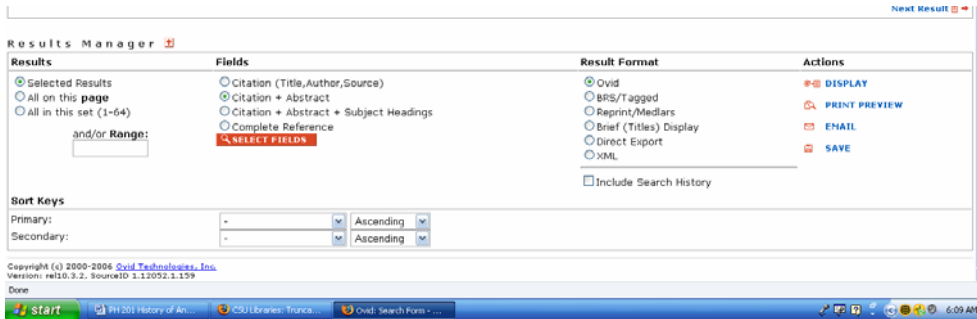 Next Result
Results Manager
Results Fields Result Format Actions
Selected Results Citation (Title,Author,Source) Ovid DISPLAY
All on this page Citation + Abstract BRS/Tagged PRINT PREVIEW
All in this set (1-64) Citation + Abstract + Subject Headings Reprint/Medlars EMAIL
and/or Range: Complete Reference Brief (Titles) Display SAVE
SELECT FIELDS Direct Export
XML
Include Search History
Sort Keys
Primary: - Ascending
Secondary: - Ascending
Copyright (c) 2000-2006 Ovid Technologies, Inc.
Version: rel10.3.2, SourceID 1.12052.1.159
Done
start PH 201 History of An... CSU Libraries: Trunca... Ovid: Search Form - ... 6:09 AM